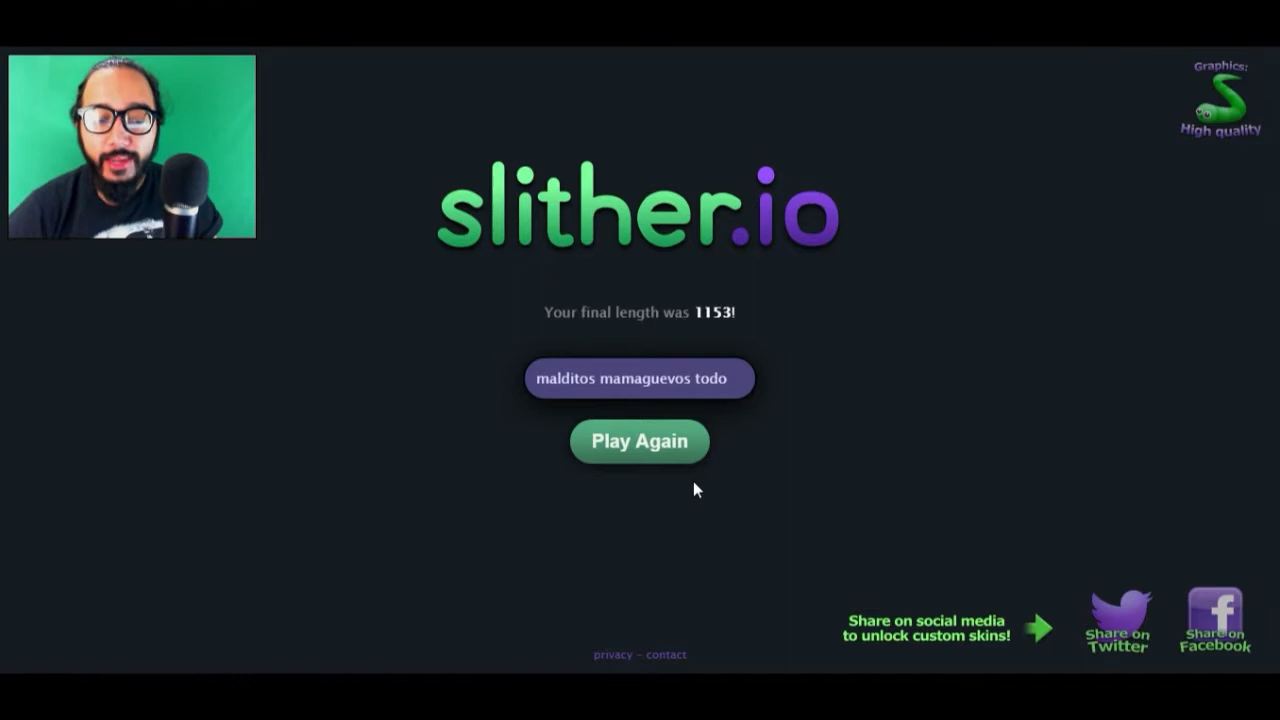 Graphics:
High quality
slither.io
Your final length was 1153!
malditos mamaguevos todo
Play Again
Share on social media
to unlock custom skins!
Share on
Twitter
Share on
Facebook
privacy - contact